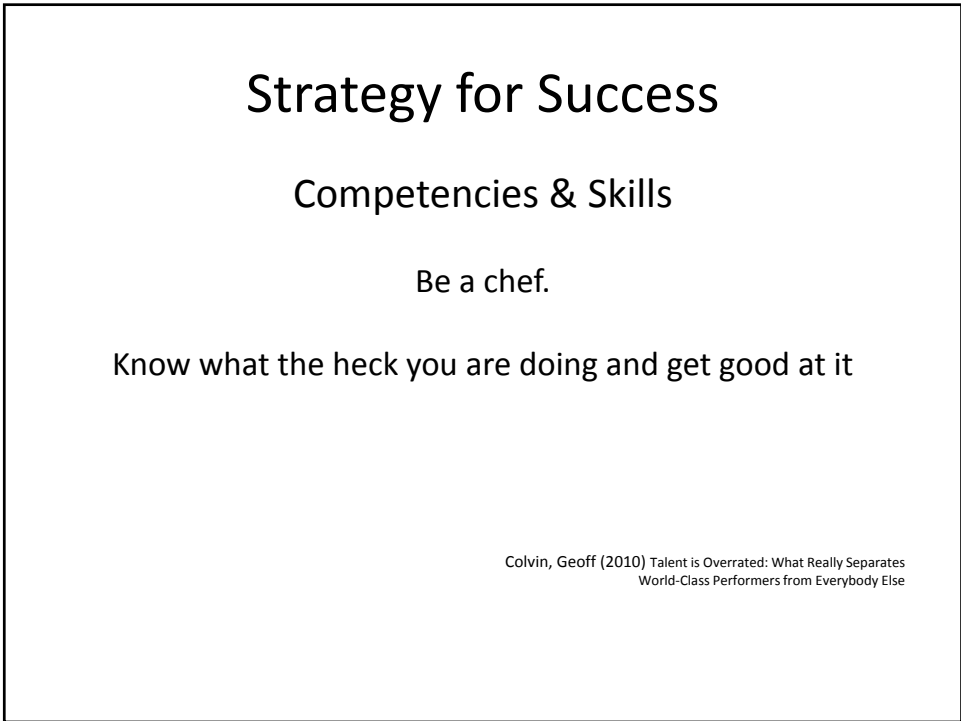 Strategy for Success
Competencies & Skills
Be a chef.
Know what the heck you are doing and get good at it
Colvin, Geoff (2010) Talent is Overrated: What Really Separates
World-Class Performers from Everybody Else